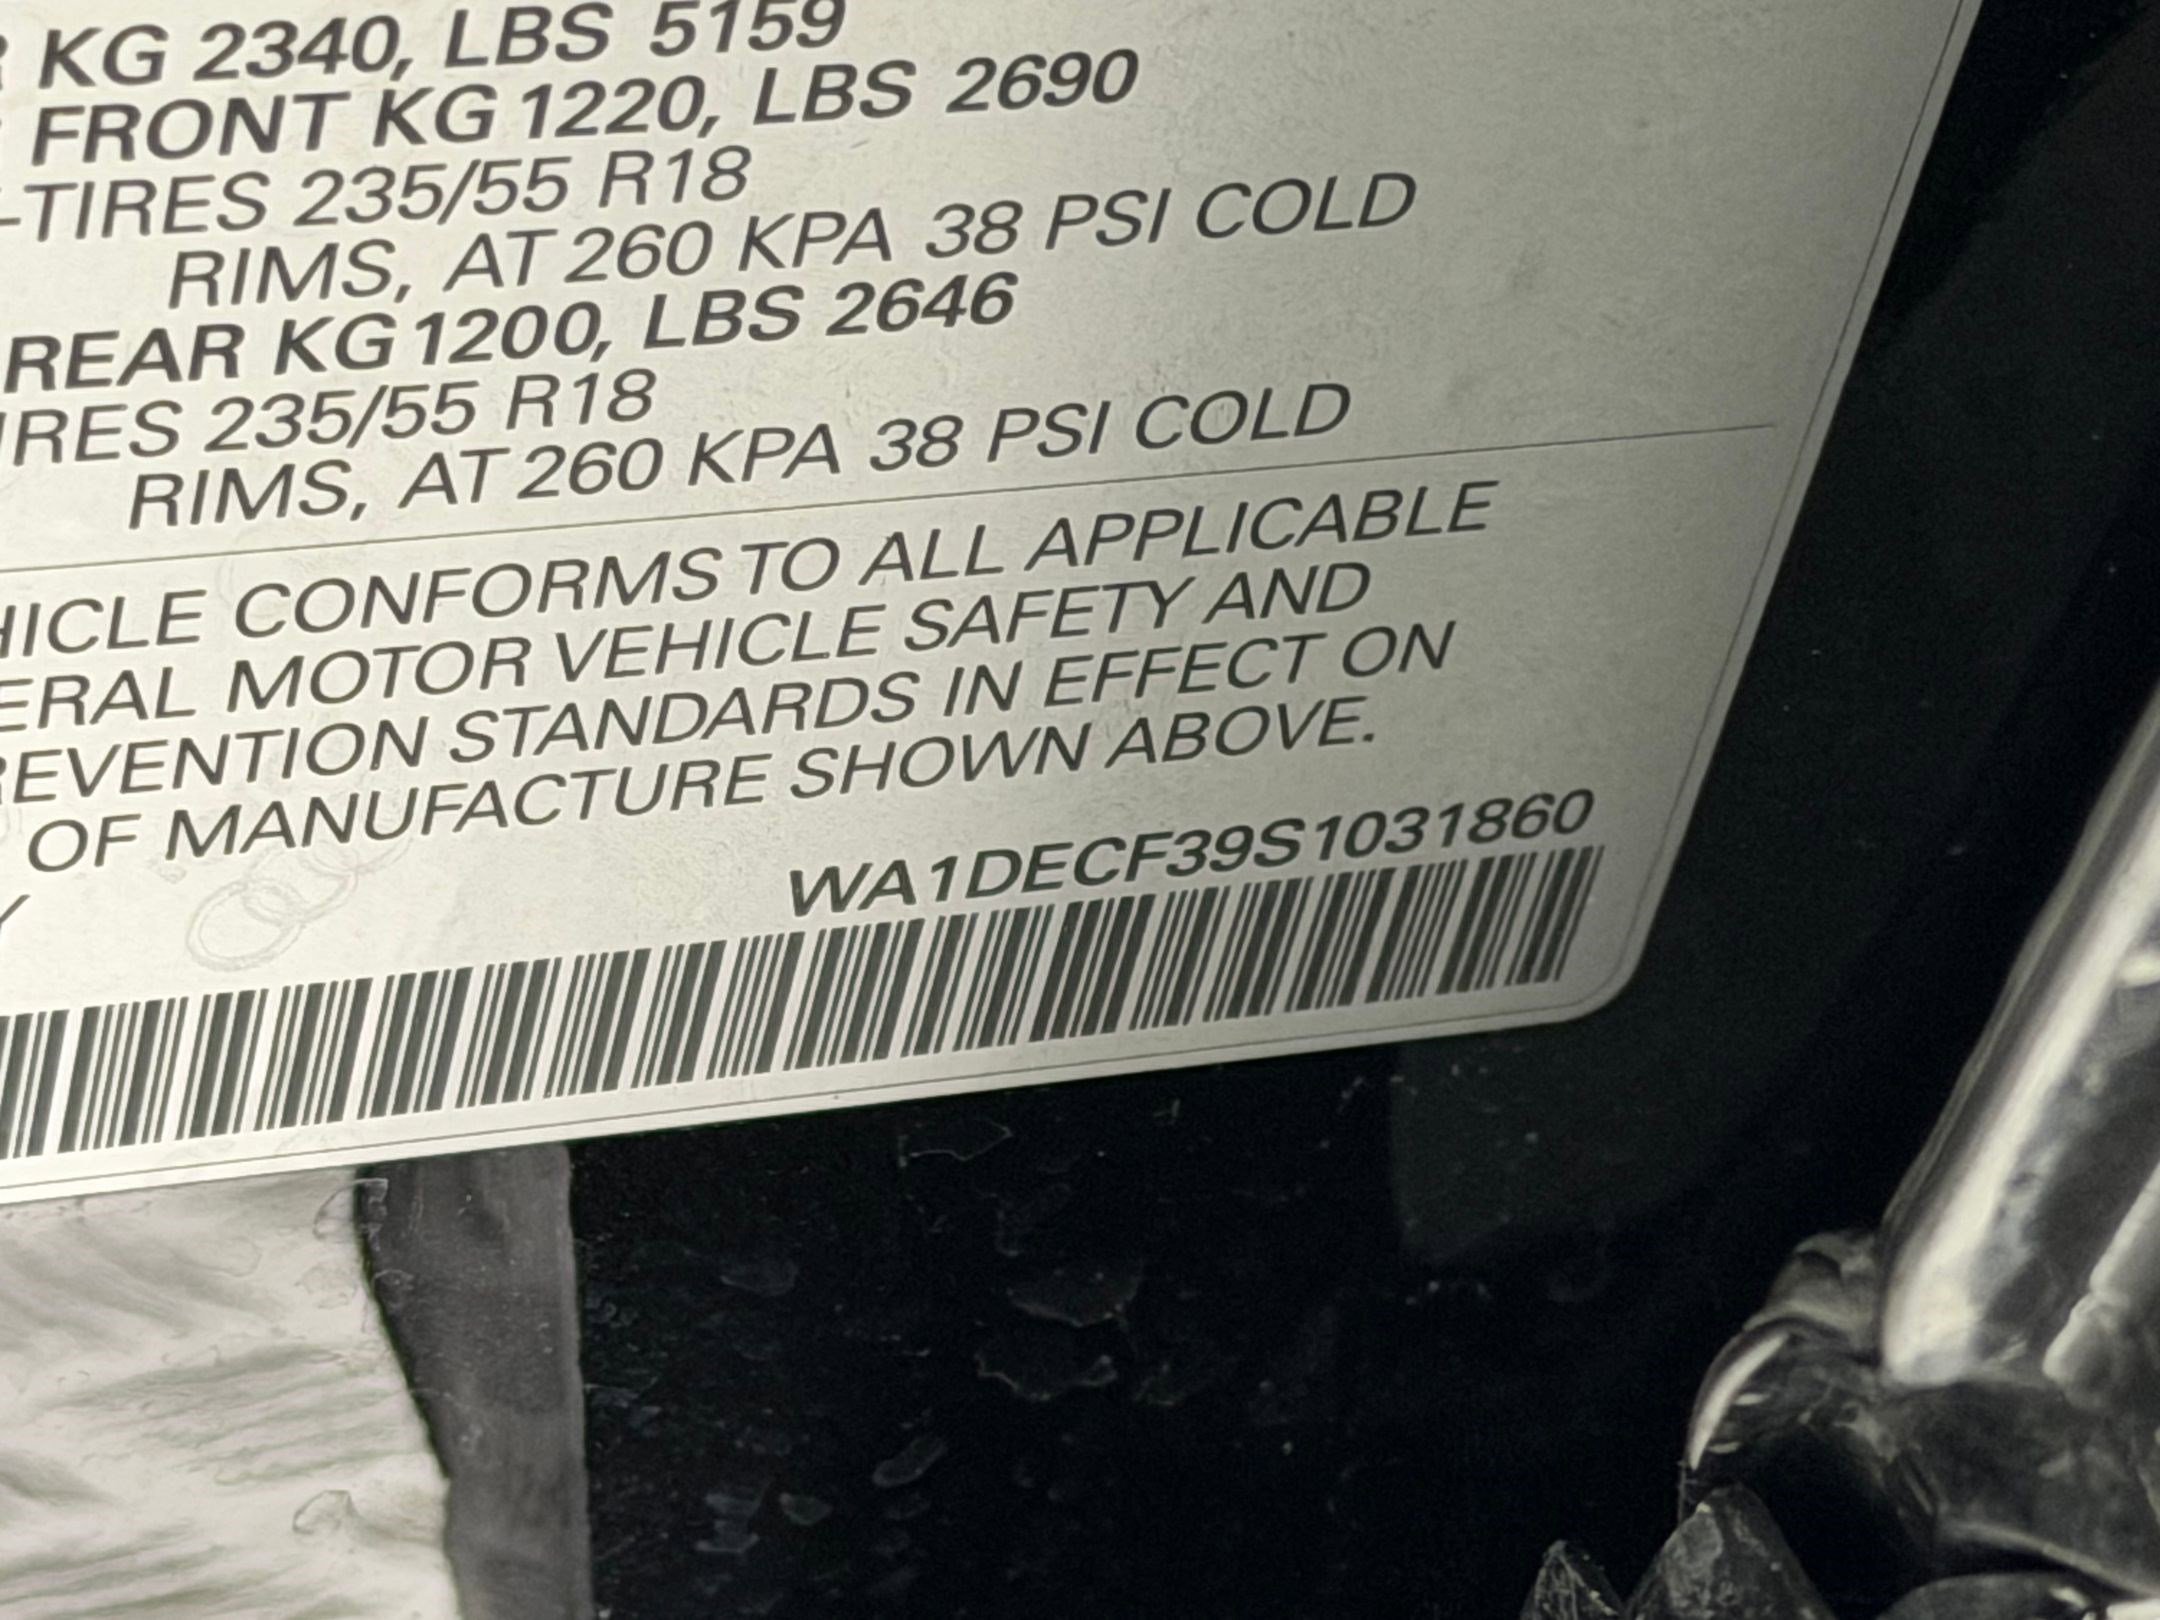 KG 2340, LBS 5159
FRONT KG 1220, LBS 2690
-TIRES 235/55 R18
RIMS, AT 260 KPA 38 PSI COLD
REAR KG 1200, LBS 2646
IRES 235/55 R18
RIMS, AT 260 KPA 38 PSI COLD
HICLE CONFORMS TO ALL APPLICABLE
ERAL MOTOR VEHICLE SAFETY AND
REVENTION STANDARDS IN EFFECT ON
OF MANUFACTURE SHOWN ABOVE.
WA1DECF39S1031860
Y